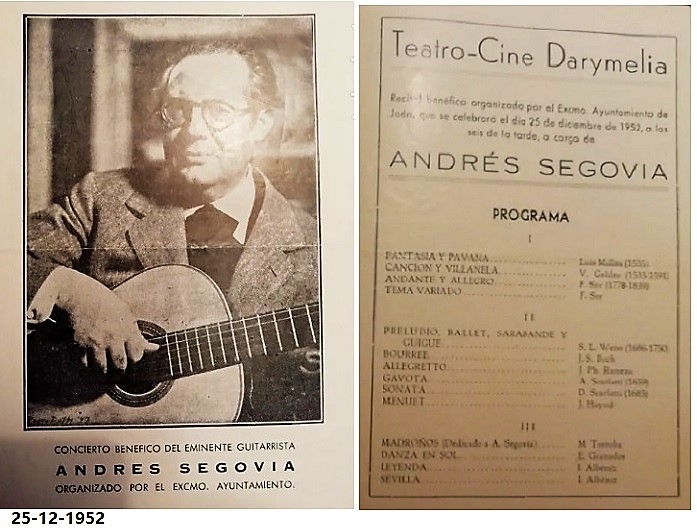 CONCIERTO BENEFICO DEL EMINENTE GUITARRISTA
ANDRES SEGOVIA
ORGANIZADO POR EL EXCMO. AYUNTAMIENTO.
25-12-1952
Teatro-Cine Darymelia
Recital benéfico organizado por el Excmo. Ayuntamiento de
Jaén, que se celebrará el día 25 de diciembre de 1952, a las
seis de la tarde, a cargo de
ANDRÉS SEGOVIA
PROGRAMA
I
FANTASIA Y PAVANA Luis Milán (1535)
CANCION Y VILLANELA V. Galilei (1533-1591)
ANDANTE Y ALLEGRO F. Sor (1778-1839)
TEMA VARIADO F. Sor
II
PRELUDIO, BALLET, SARABANDE Y
GUIGUE S. L. Weiss (1686-1750)
BOURREE J. S. Bach
ALLEGRETTO J. Ph. Rameau
GAVOTA A. Scarlatti (1659)
SONATA D. Scarlatti (1685)
MENUET J. Haydn
III
MADROÑOS (Dedicado a A. Segovia) M. Torroba
DANZA EN SOL E. Granados
LEYENDA I. Albéniz
SEVILLA I. Albéniz